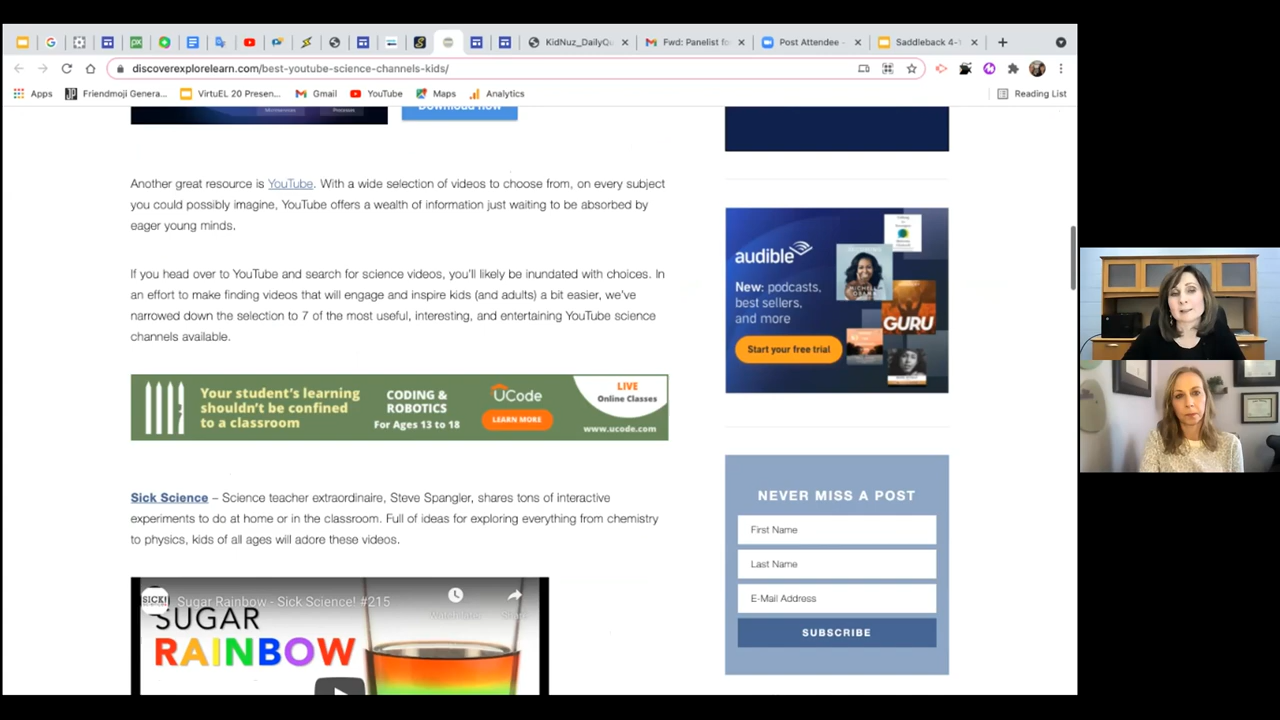 KidNuz_DailyQu
Fwd: Panelist fo
Post Attendee -
Saddleback 4-1
discoverexplorelearn.com/best-youtube-science-channels-kids/
Apps
Friendmoji Genera...
VirtuEL 20 Presen...
Gmail
YouTube
Maps
Analytics
Reading List
Download now
Another great resource is YouTube. With a wide selection of videos to choose from, on every subject
you could possibly imagine, YouTube offers a wealth of information just waiting to be absorbed by
eager young minds.
If you head over to YouTube and search for science videos, you'll likely be inundated with choices. In
an effort to make finding videos that will engage and inspire kids (and adults) a bit easier, we've
narrowed down the selection to 7 of the most useful, interesting, and entertaining YouTube science
channels available.
Your student's learning
shouldn't be confined
to a classroom
CODING &
ROBOTICS
For Ages 13 to 18
UCode
LEARN MORE
LIVE
Online Classes
www.ucode.com
Sick Science – Science teacher extraordinaire, Steve Spangler, shares tons of interactive
experiments to do at home or in the classroom. Full of ideas for exploring everything from chemistry
to physics, kids of all ages will adore these videos.
SICK!
Sugar Rainbow - Sick Science! #215
SUGAR
RAINBOW
audible
New: podcasts,
best sellers,
and more
Start your free trial
GURU
NEVER MISS A POST
First Name
Last Name
E-Mail Address
SUBSCRIBE